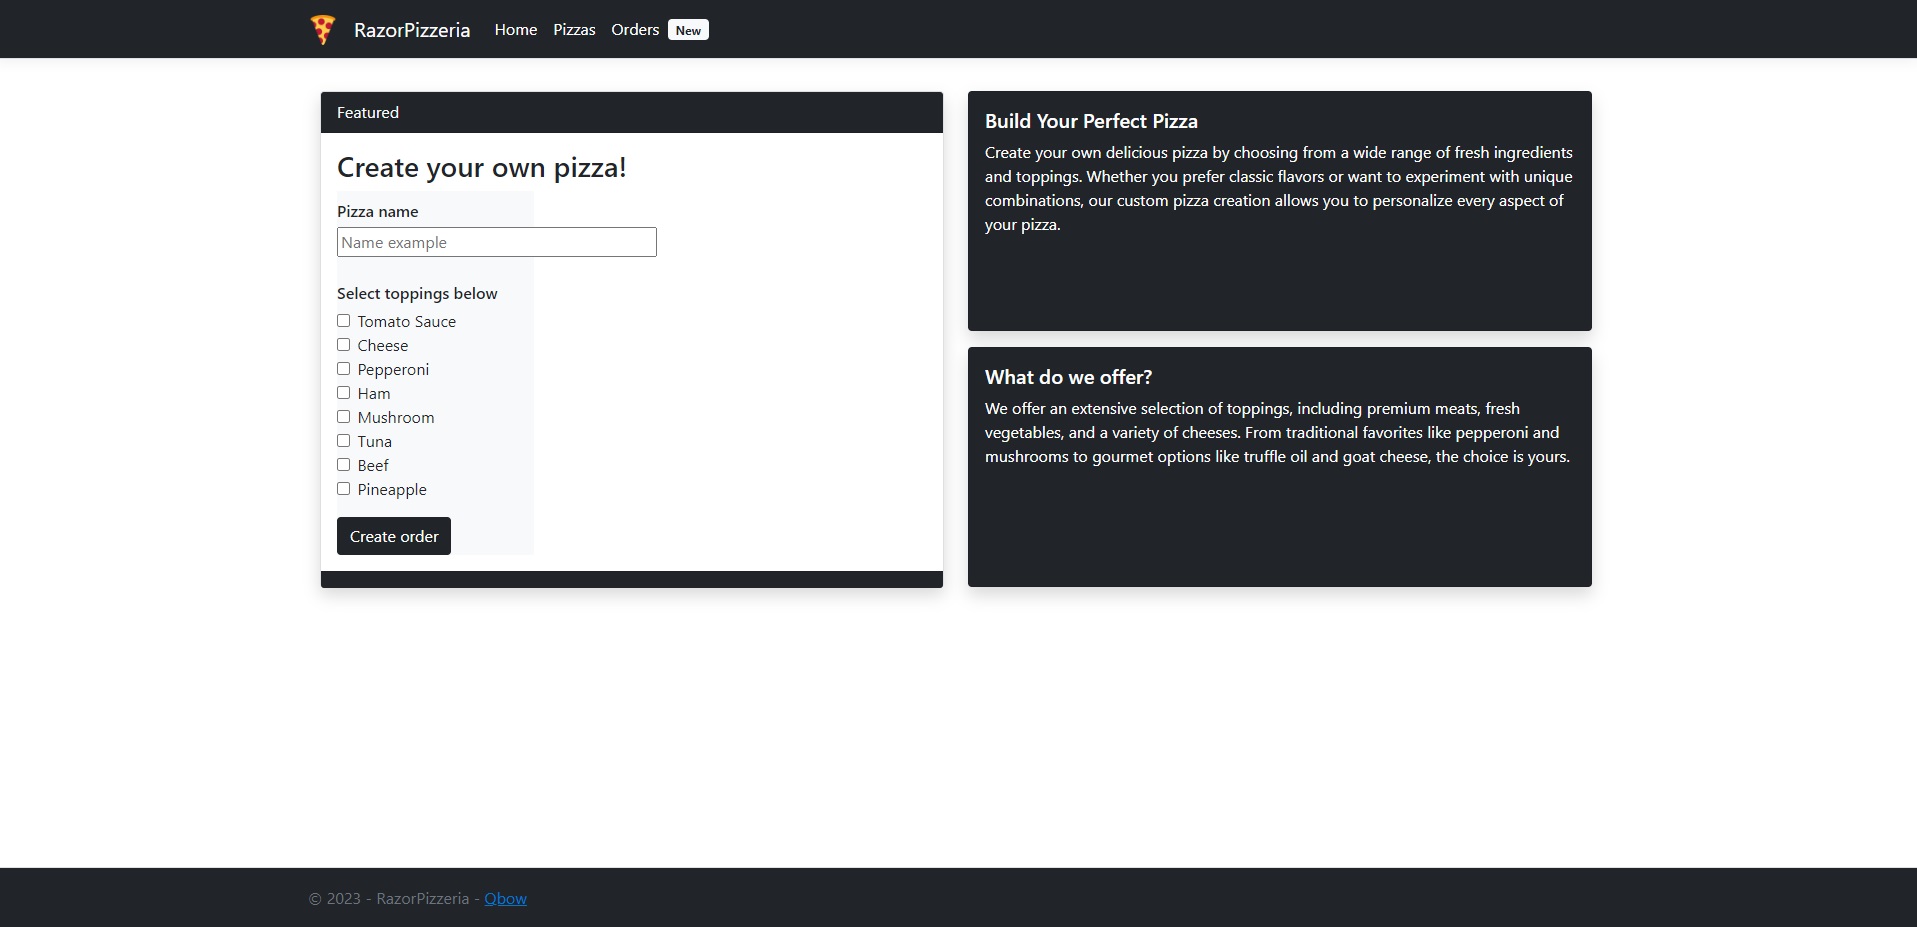 RazorPizzeria Home Pizzas Orders New
Featured
Create your own pizza!
Pizza name
Name example
Select toppings below
Tomato Sauce
Cheese
Pepperoni
Ham
Mushroom
Tuna
Beef
Pineapple
Create order
Build Your Perfect Pizza
Create your own delicious pizza by choosing from a wide range of fresh ingredients
and toppings. Whether you prefer classic flavors or want to experiment with unique
combinations, our custom pizza creation allows you to personalize every aspect of
your pizza.
What do we offer?
We offer an extensive selection of toppings, including premium meats, fresh
vegetables, and a variety of cheeses. From traditional favorites like pepperoni and
mushrooms to gourmet options like truffle oil and goat cheese, the choice is yours.
© 2023 - RazorPizzeria - Qbow